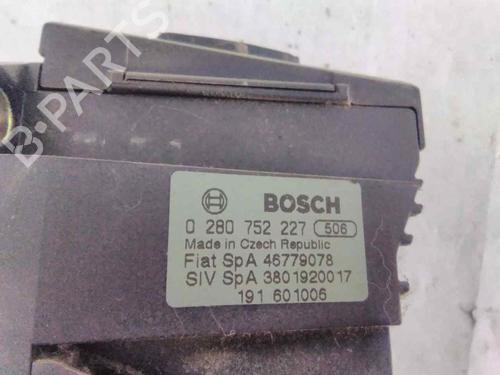 B-PARTS
BOSCH
0 280 752 227 506
Made in Czech Republic
Fiat SpA 46779078
SIV SpA 3801920017
191 601006